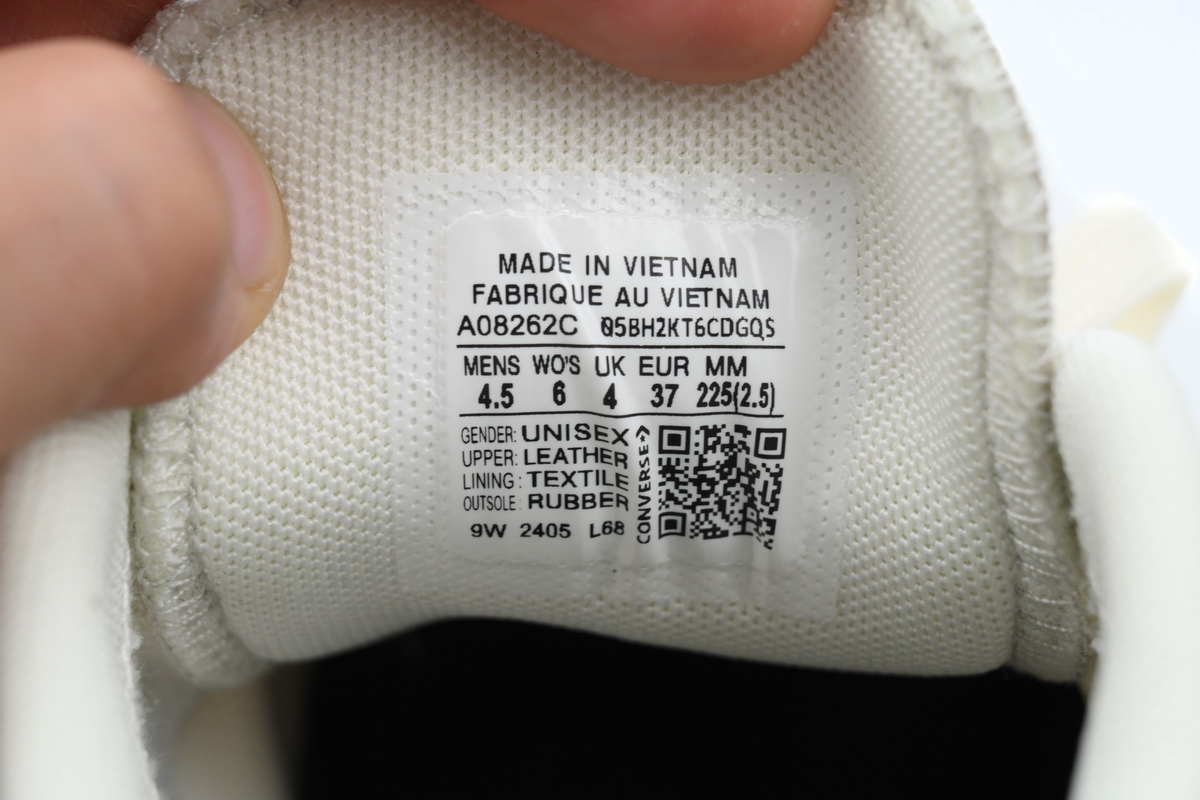 MADE IN VIETNAM
FABRIQUE AU VIETNAM
A08262C 05BH2KT6CDGQS
MENS WO'S UK EUR MM
4.5 6 4 37 225(2.5)
GENDER: UNISEX
UPPER: LEATHER
LINING: TEXTILE
OUTSOLE: RUBBER
9W 2405 L68
CONVERSE